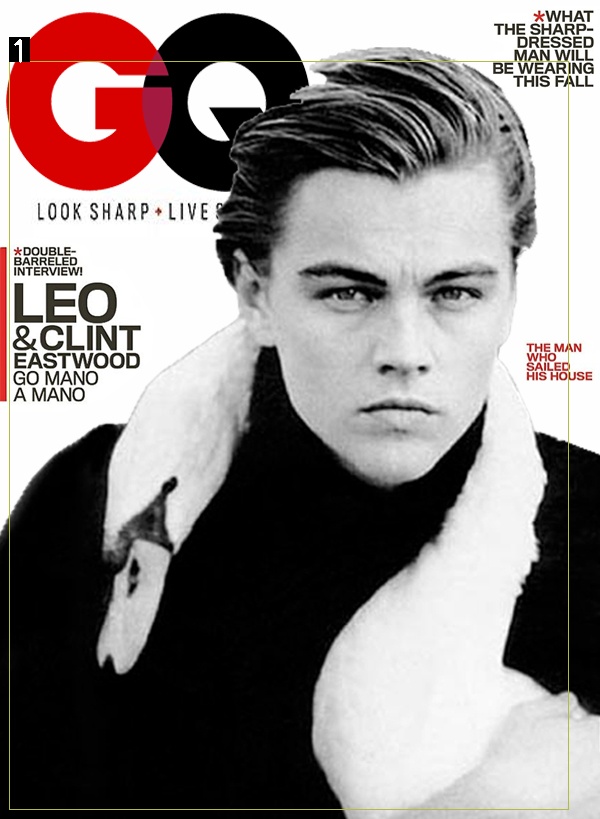 1
GQ
LOOK SHARP + LIVE S
*WHAT
THE SHARP-
DRESSED
MAN WILL
BE WEARING
THIS FALL
*DOUBLE-
BARRELED
INTERVIEW!
LEO
&CLINT
EASTWOOD
GO MANO
A MANO
THE MAN
WHO
SAILED
HIS HOUSE